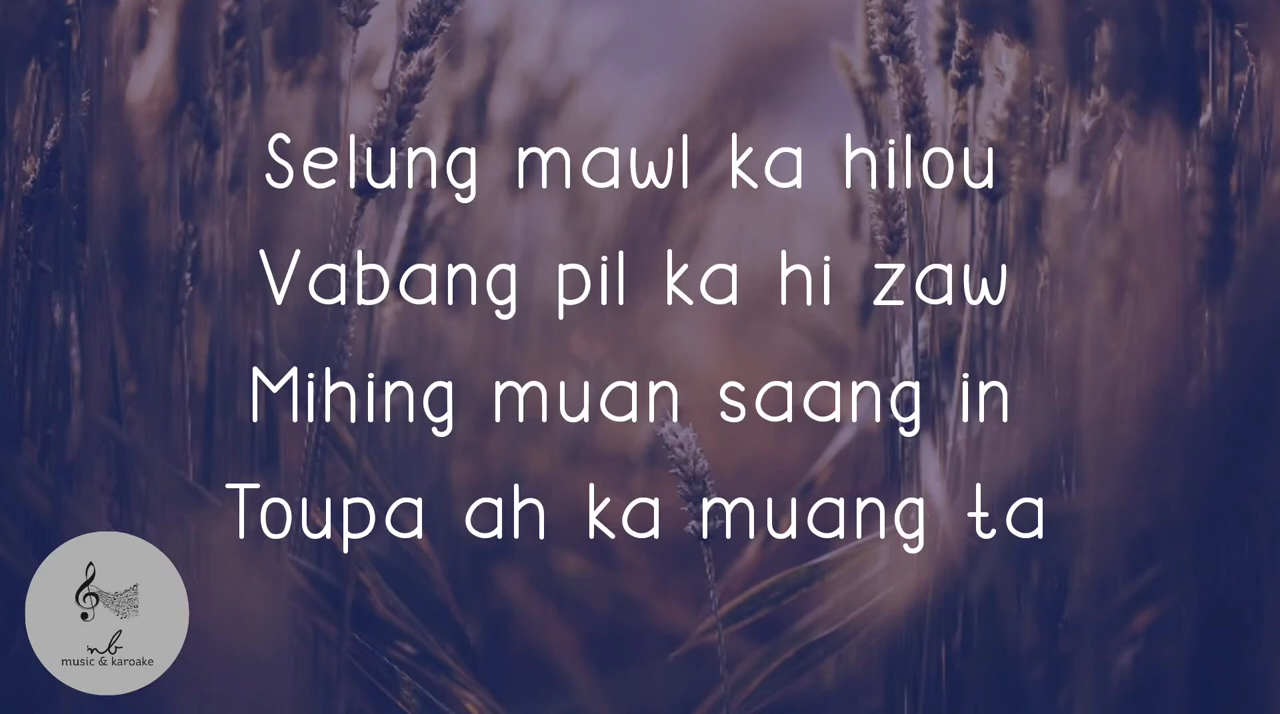 Selung mawl ka hilou
Vabang pil ka hi zaw
Mihing muan saang in
Toupa ah ka muang ta
nb
music & karoake